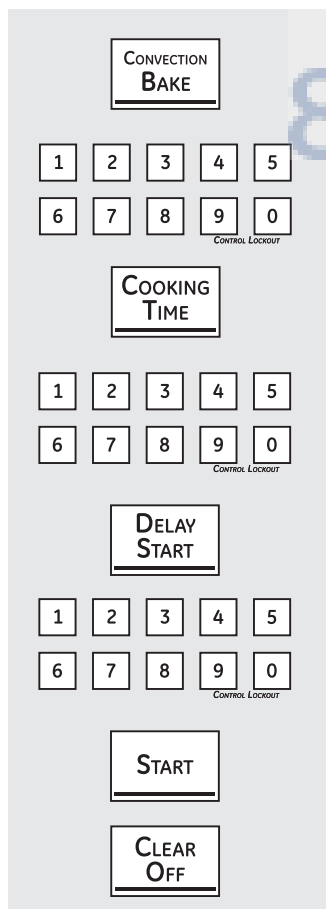 CONVECTION
BAKE
1 2 3 4 5
6 7 8 9 0
CONTROL LOCKOUT
COOKING
TIME
1 2 3 4 5
6 7 8 9 0
CONTROL LOCKOUT
DELAY
START
1 2 3 4 5
6 7 8 9 0
CONTROL LOCKOUT
START
CLEAR
OFF